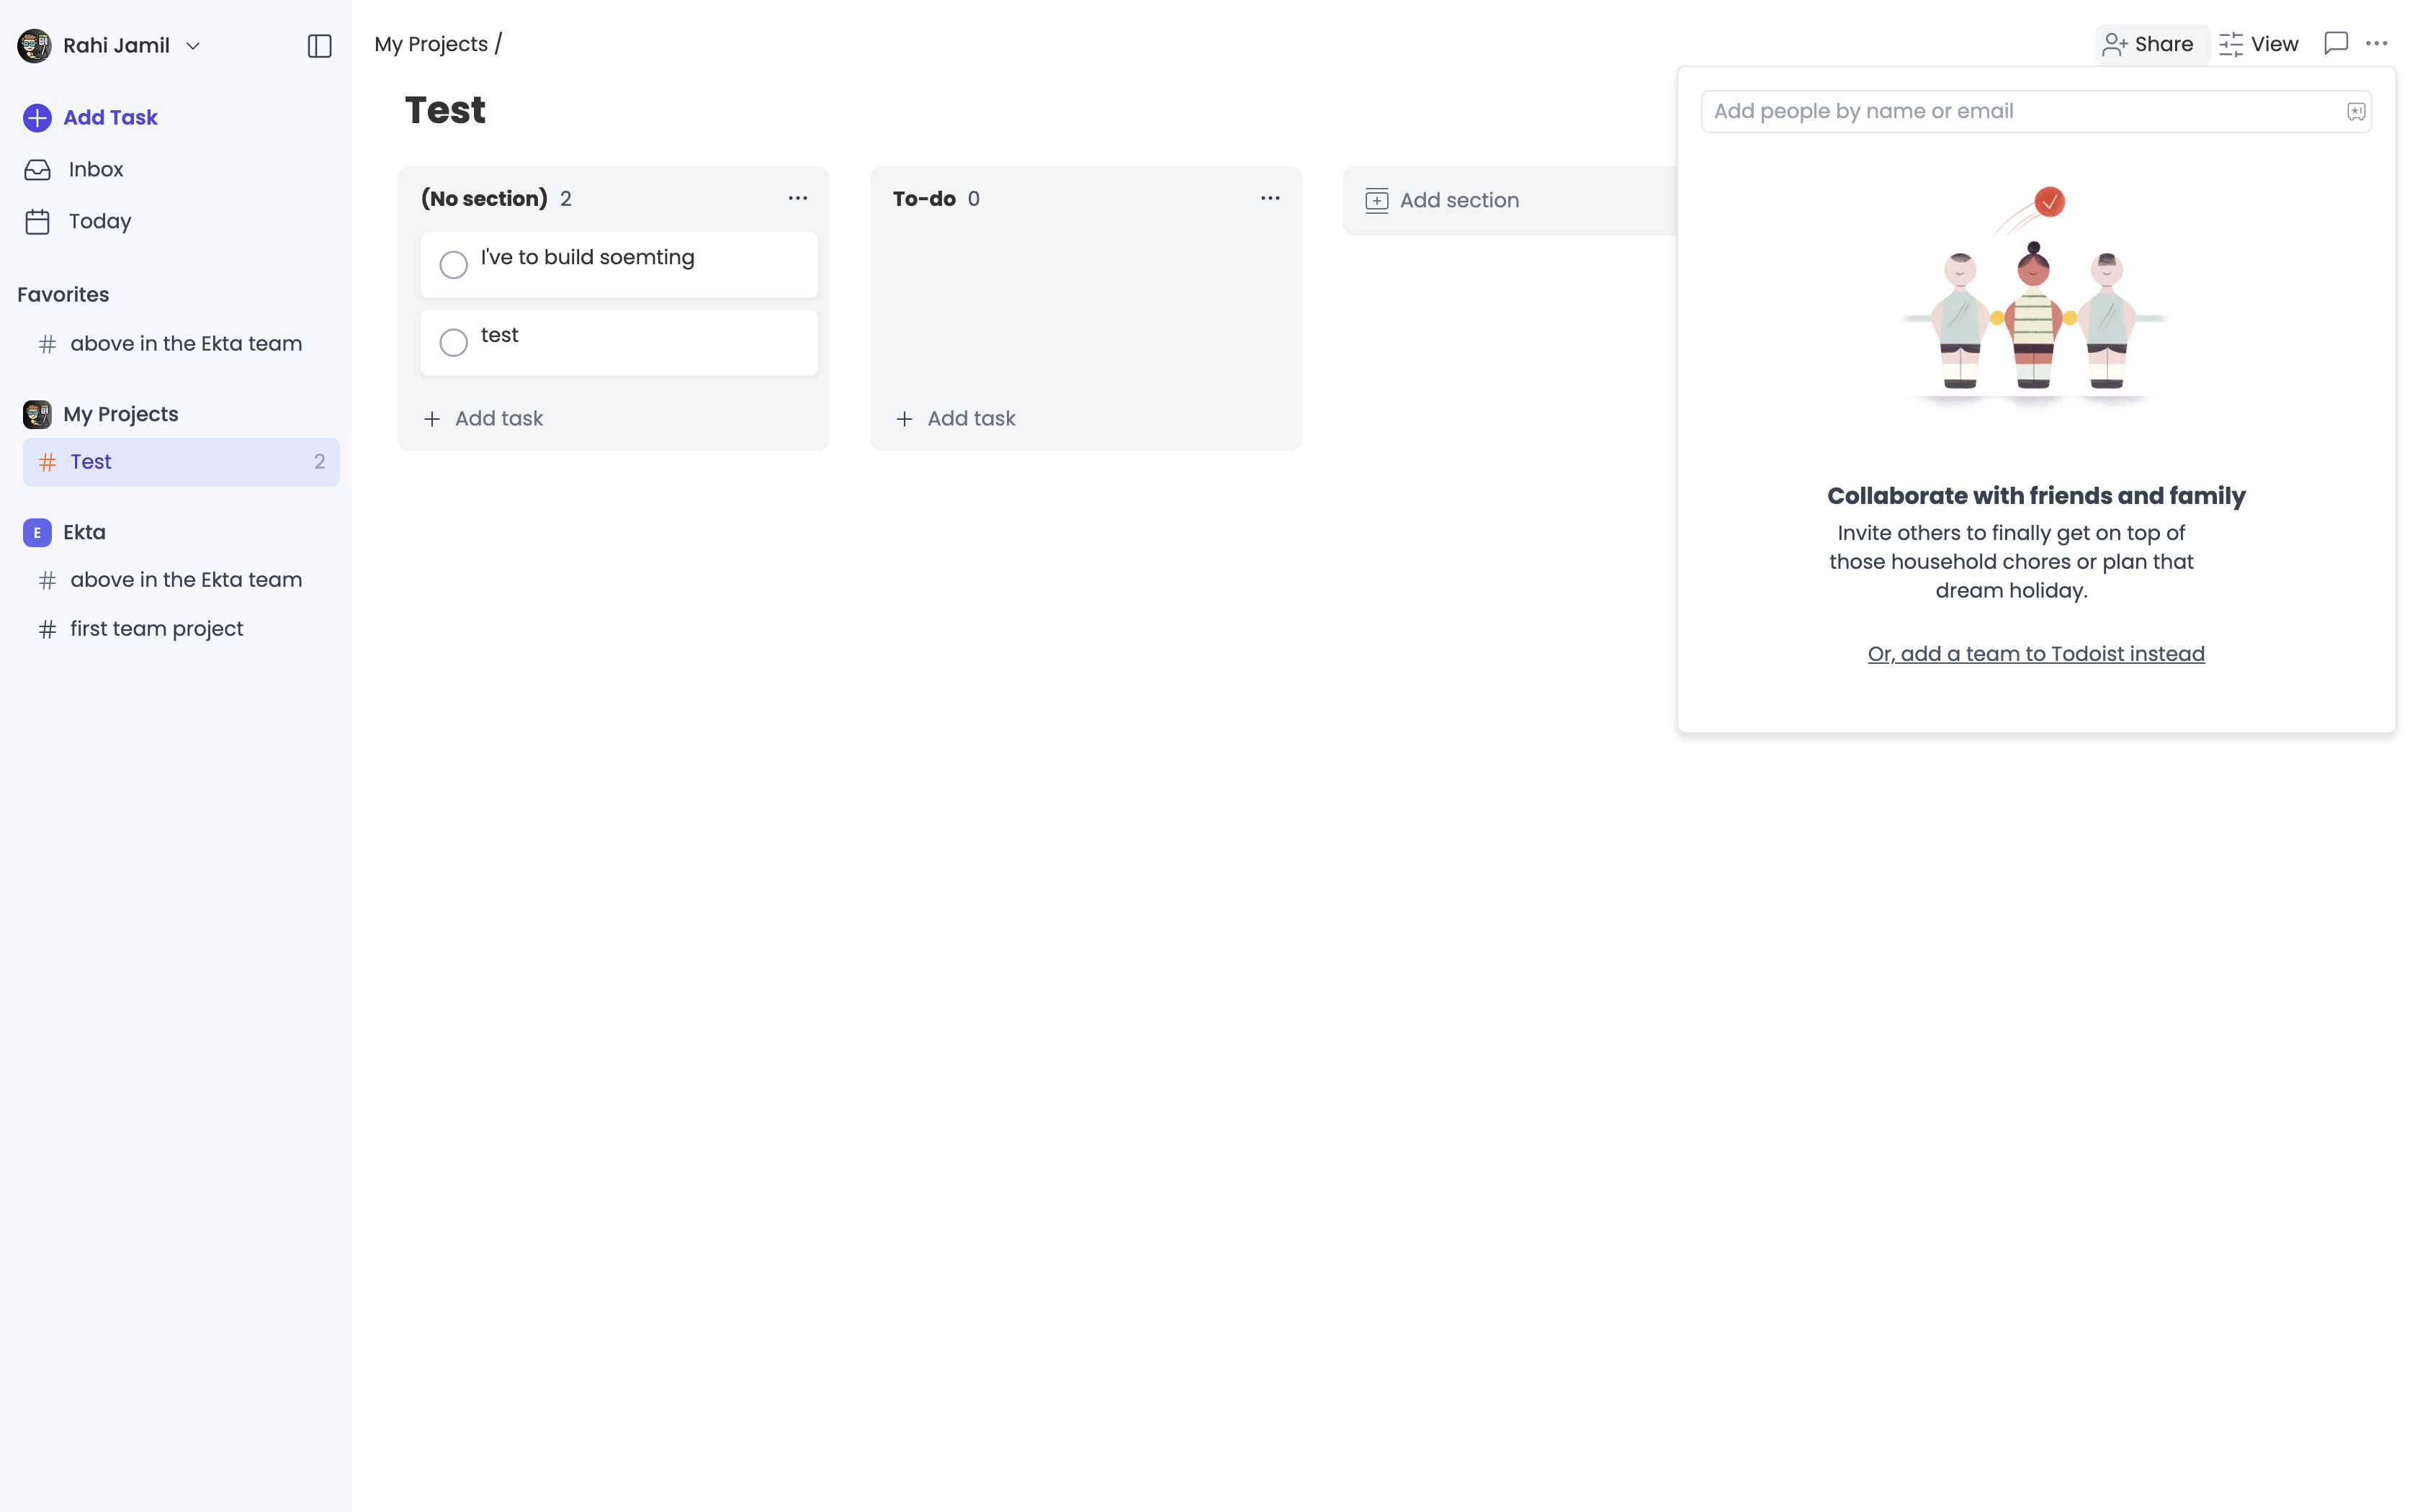 Rahi Jamil
Add Task
Inbox
Today
Favorites
# above in the Ekta team
My Projects
# Test 2
E Ekta
# above in the Ekta team
# first team project
My Projects /
Share
View
Test
(No section) 2
I've to build soemting
test
Add task
To-do 0
Add task
Add section
Add people by name or email
Collaborate with friends and family
Invite others to finally get on top of
those household chores or plan that
dream holiday.
Or, add a team to Todoist instead